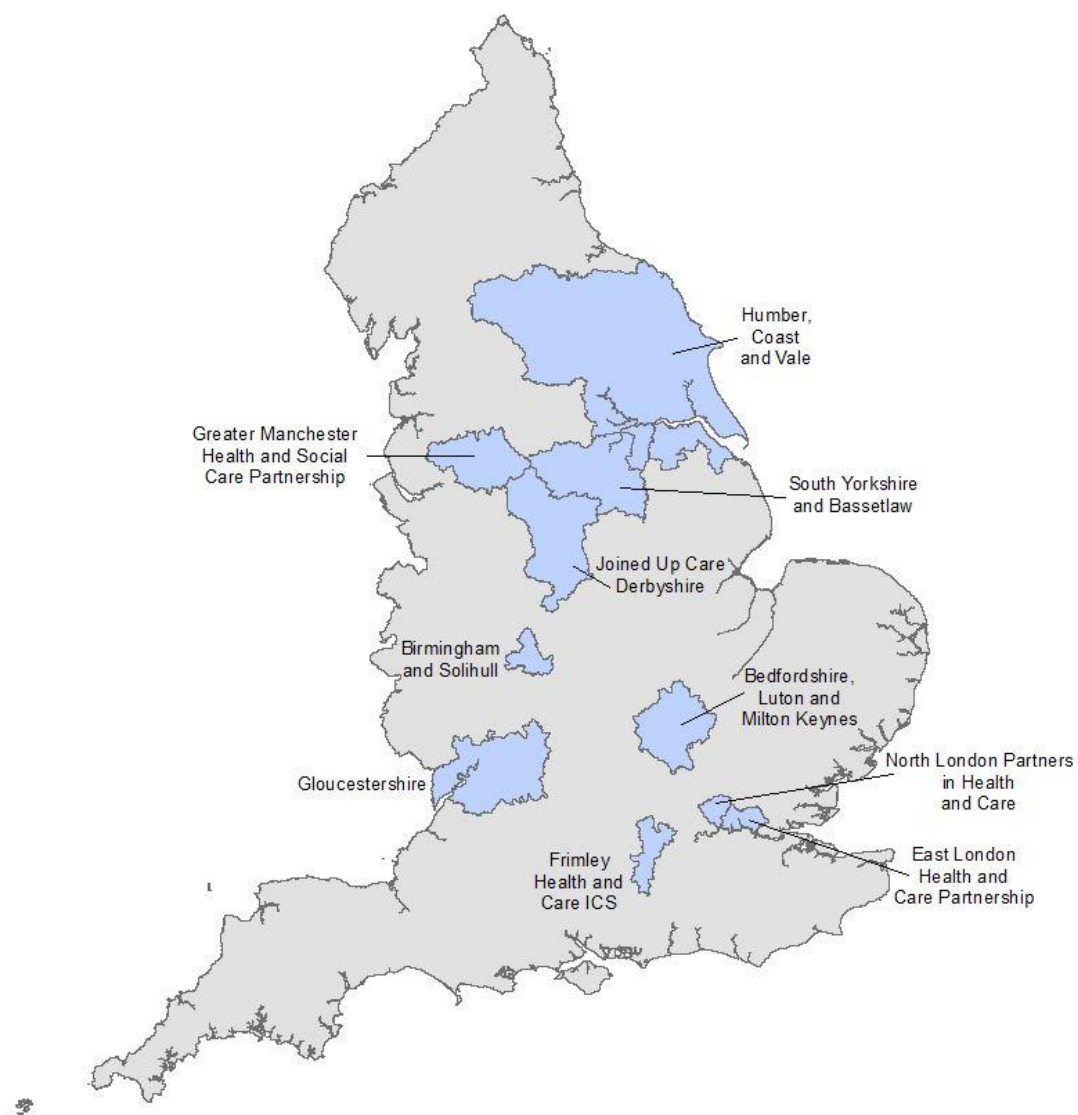 Humber,
Coast
and Vale
Greater Manchester
Health and Social
Care Partnership
South Yorkshire
and Bassetlaw
Joined Up Care
Derbyshire
Birmingham
and Solihull
Bedfordshire,
Luton and
Milton Keynes
Gloucestershire
North London Partners
in Health
and Care
Frimley
Health and
Care ICS
East London
Health and
Care Partnership